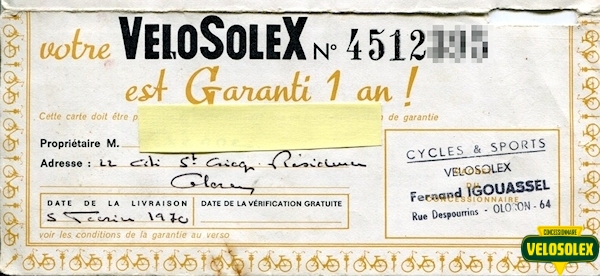 votre VELOSOLEX N° 4512
est Garanti 1 an !
Cette carte doit être de garantie
Propriétaire M.
Adresse : 22 Cité St Cricq. Résidence
Oloron
DATE DE LA LIVRAISON
5 Février 1970
DATE DE LA VÉRIFICATION GRATUITE
voir les conditions de la garantie au verso
CYCLES & SPORTS
VELOSOLEX
Fernand IGOUASSEL
CONCESSIONNAIRE
Rue Despourrins - OLORON - 64
CONCESSIONNAIRE
VELOSOLEX